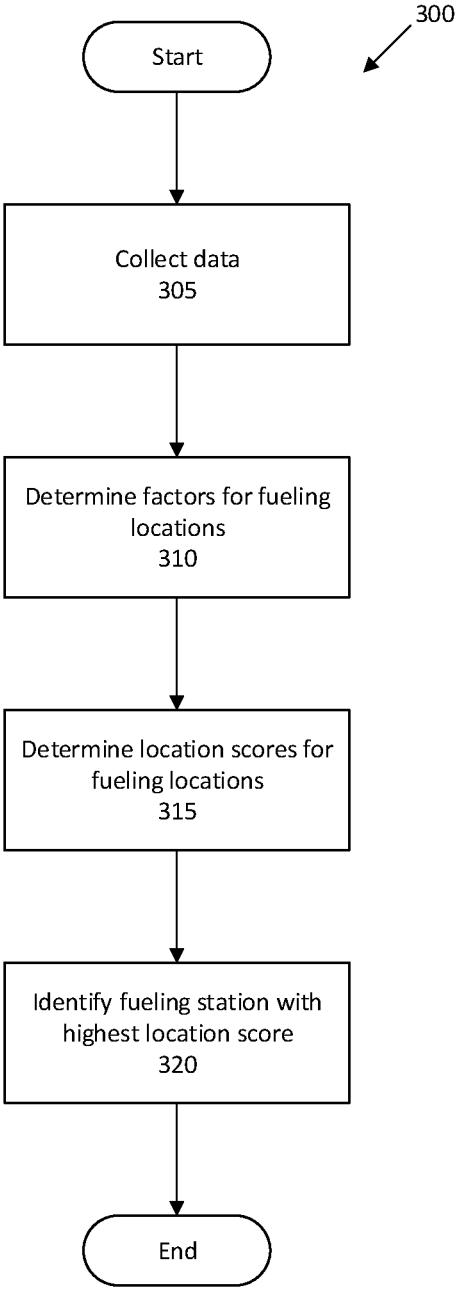 300
Start
Collect data
305
Determine factors for fueling
locations
310
Determine location scores for
fueling locations
315
Identify fueling station with
highest location score
320
End